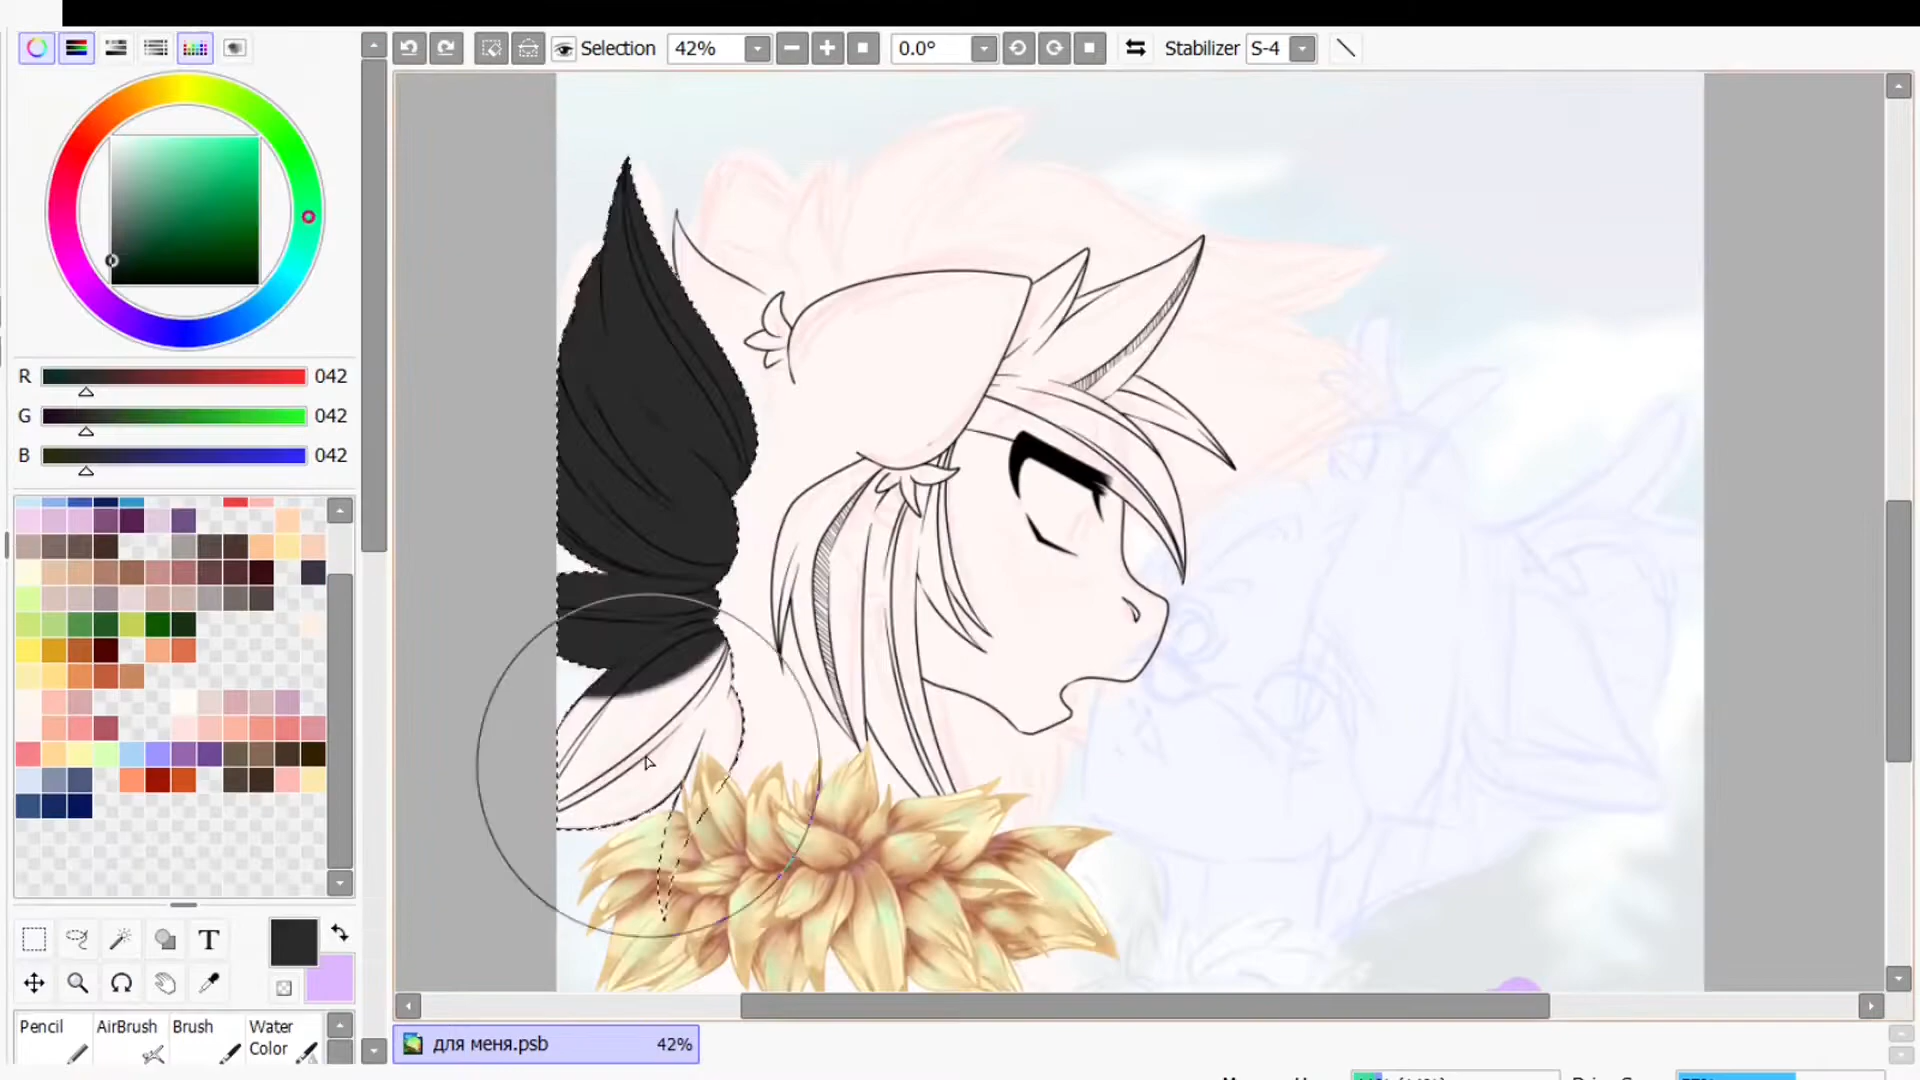 Selection 42% 0.0° Stabilizer S-4
R 042
G 042
B 042
T
Pencil AirBrush Brush Water Color
для меня.psb 42%